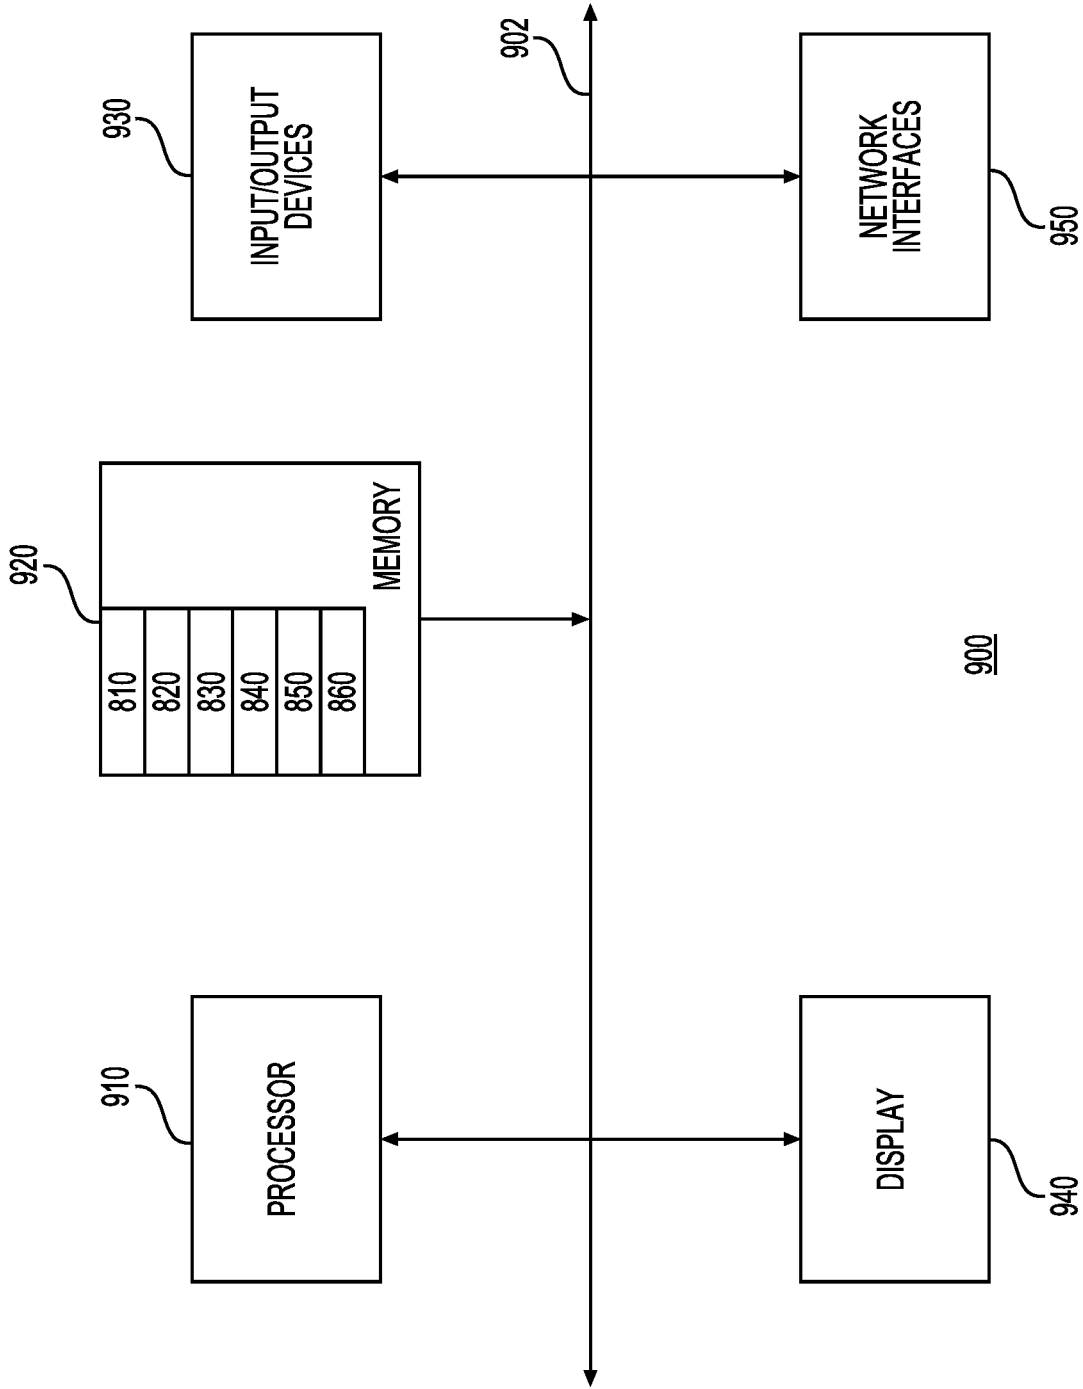 910
PROCESSOR
920
810
820
830
840
850
860
MEMORY
930
INPUT/OUTPUT
DEVICES
902
DISPLAY
940
900
NETWORK
INTERFACES
950